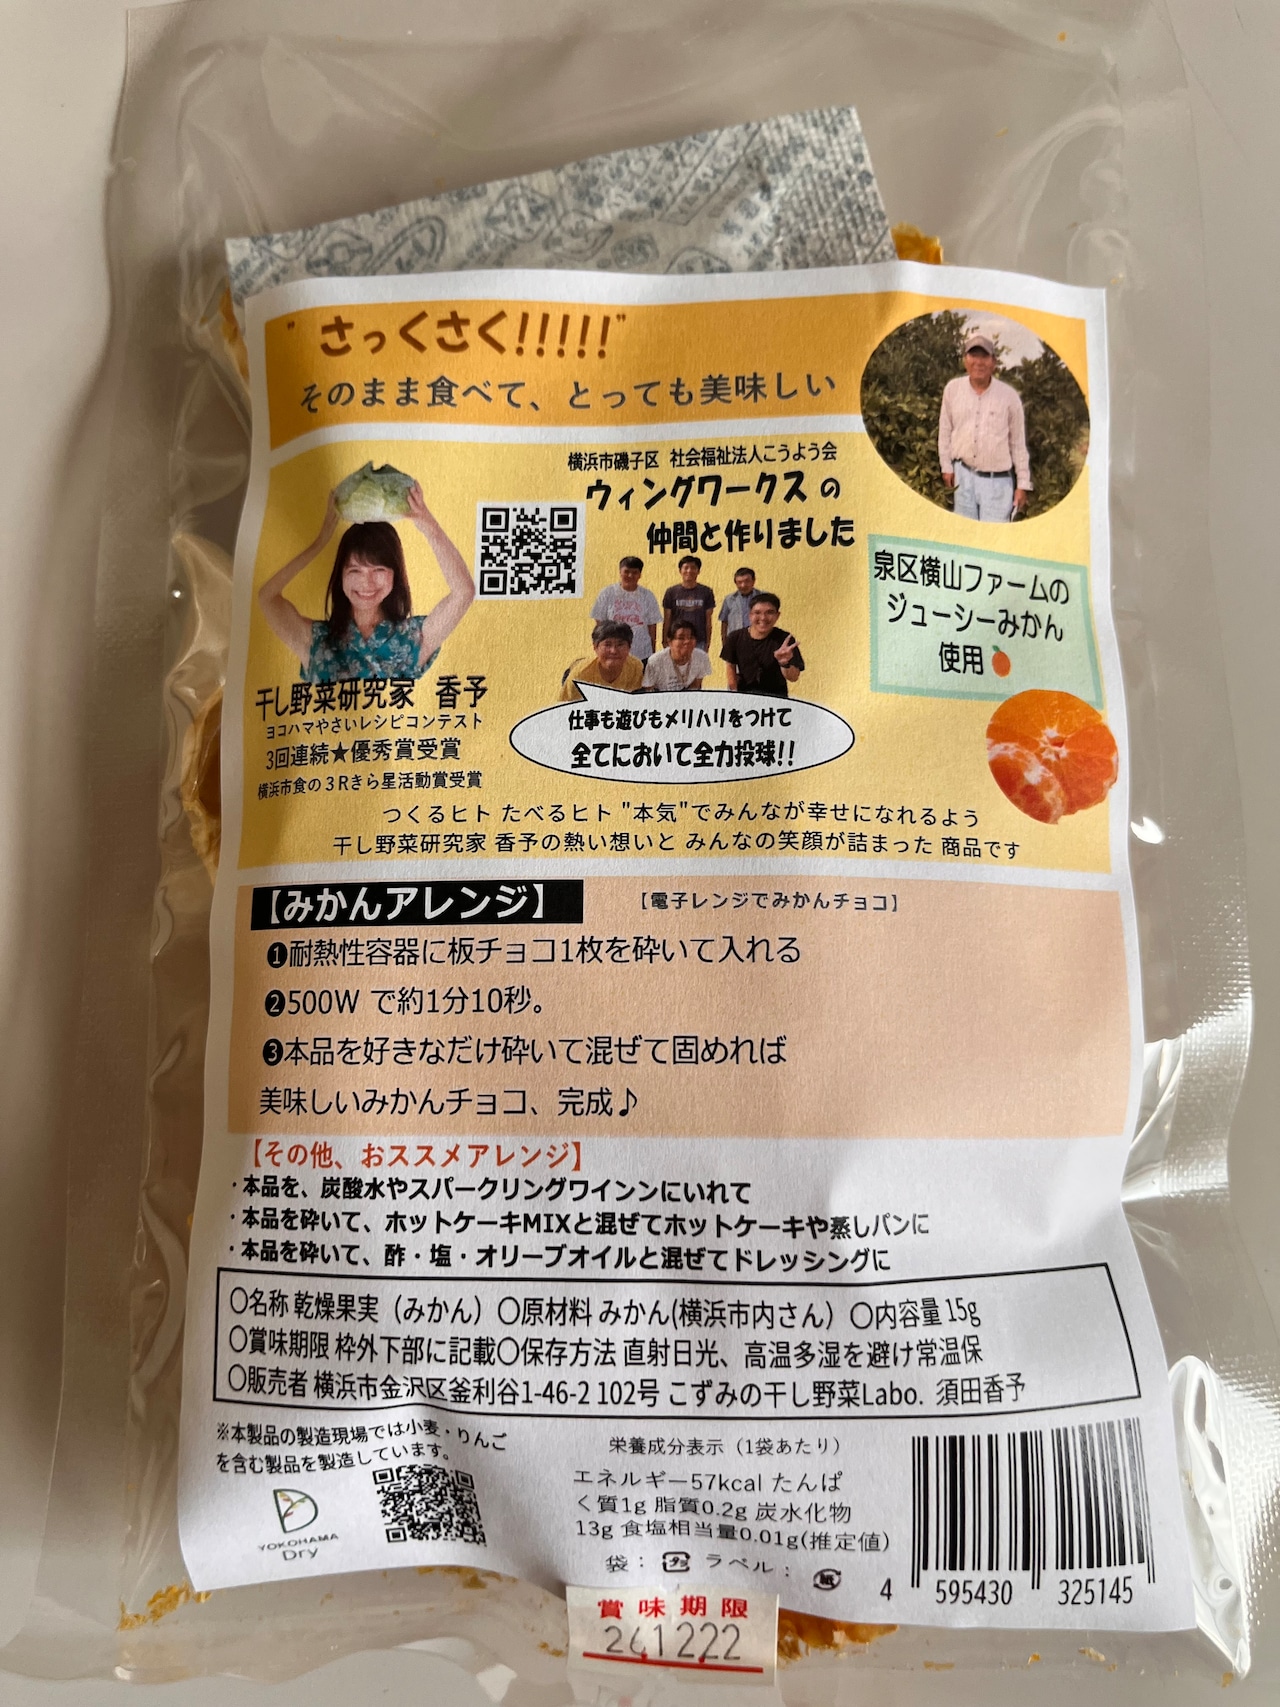 "さっくさく!!!!!"
そのまま食べて、とっても美味しい
横浜市磯子区 社会福祉法人こうよう会
ウィングワークス の
仲間と作りました
泉区横山ファームの
ジューシーみかん
使用
干し野菜研究家 香予
ヨコハマやさいレシピコンテスト
3回連続★優秀賞受賞
横浜市食の3Rきら星活動賞受賞
仕事も遊びもメリハリをつけて
全てにおいて全力投球!!
つくるヒト たべるヒト "本気"でみんなが幸せになれるよう
干し野菜研究家 香予の熱い想いと みんなの笑顔が詰まった 商品です
【みかんアレンジ】 【電子レンジでみかんチョコ】
❶耐熱性容器に板チョコ1枚を砕いて入れる
❷500W で約1分10秒。
❸本品を好きなだけ砕いて混ぜて固めれば
美味しいみかんチョコ、完成♪
【その他、おススメアレンジ】
・本品を、炭酸水やスパークリングワインンにいれて
・本品を砕いて、ホットケーキMIXと混ぜてホットケーキや蒸しパンに
・本品を砕いて、酢・塩・オリーブオイルと混ぜてドレッシングに
〇名称 乾燥果実（みかん）〇原材料 みかん(横浜市内さん）〇内容量 15g
〇賞味期限 枠外下部に記載〇保存方法 直射日光、高温多湿を避け常温保
〇販売者 横浜市金沢区釜利谷1-46-2 102号 こずみの干し野菜Labo. 須田香予
※本製品の製造現場では小麦・りんご
を含む製品を製造しています。
YOKOHAMA
Dry
栄養成分表示（1袋あたり）
エネルギー57kcal たんぱ
く質1g 脂質0.2g 炭水化物
13g 食塩相当量0.01g(推定値)
袋： プラ ラベル： 紙
4 595430 325145
賞味期限
261222